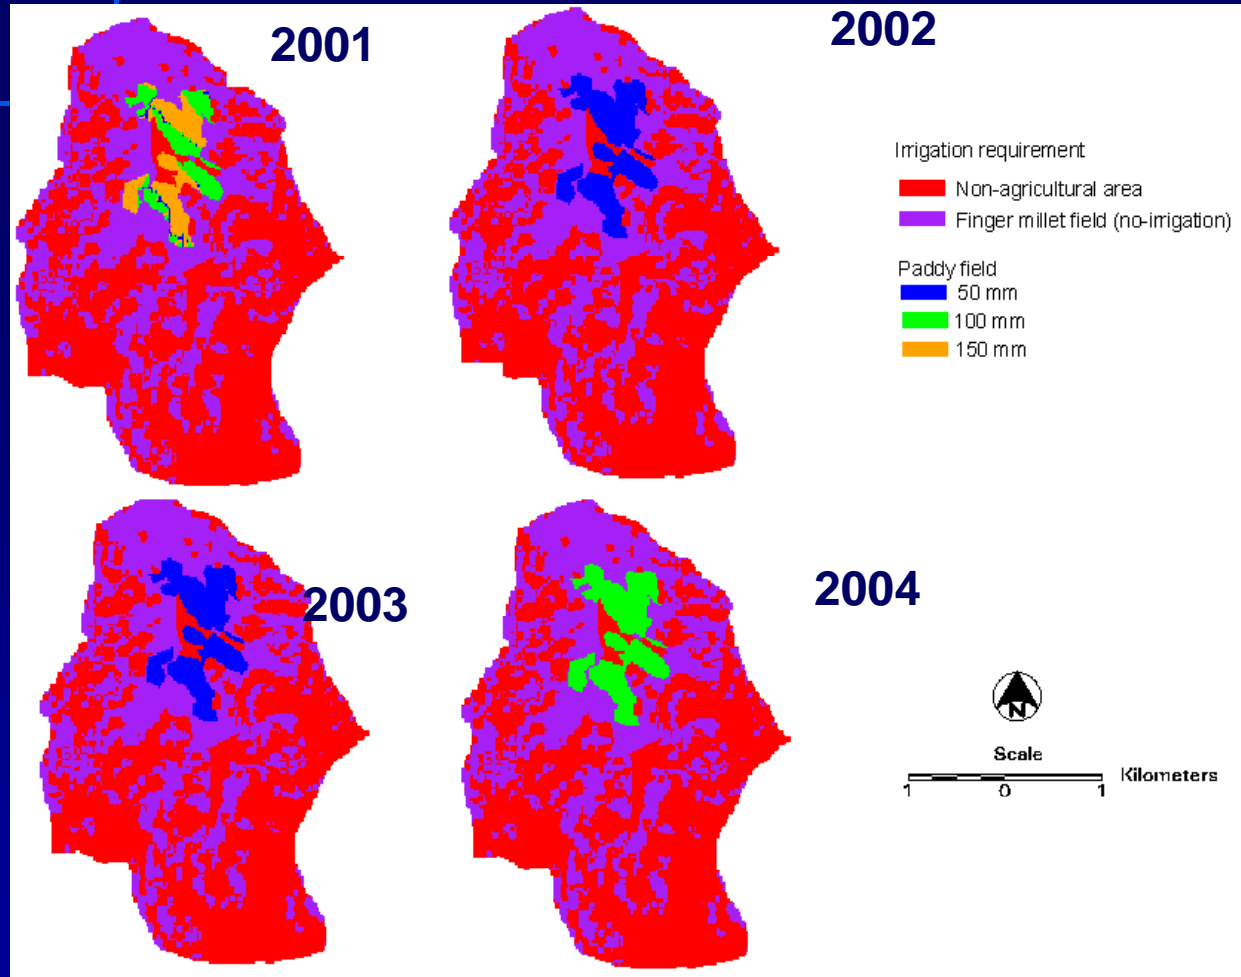 2001
2002
Irrigation requirement
Non-agricultural area
Finger millet field (no-irrigation)
Paddy field
50 mm
100 mm
150 mm
2003
2004
N
Scale
1 0 1 Kilometers